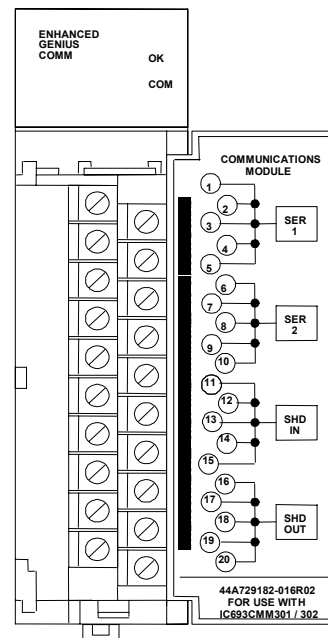 ENHANCED
GENIUS
COMM
OK
COM
COMMUNICATIONS
MODULE
1
2
3
4
5
SER
1
6
7
8
9
10
SER
2
11
12
13
14
15
SHD
IN
16
17
18
19
20
SHD
OUT
44A729182-016R02
FOR USE WITH
IC693CMM301 / 302